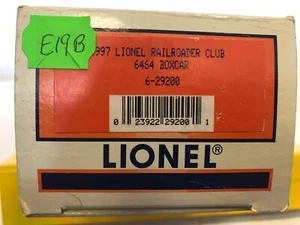 E19B
997 LIONEL RAILROADER CLUB
6464 BOXCAR
6-29200
0 23922 29200 1
LIONEL®